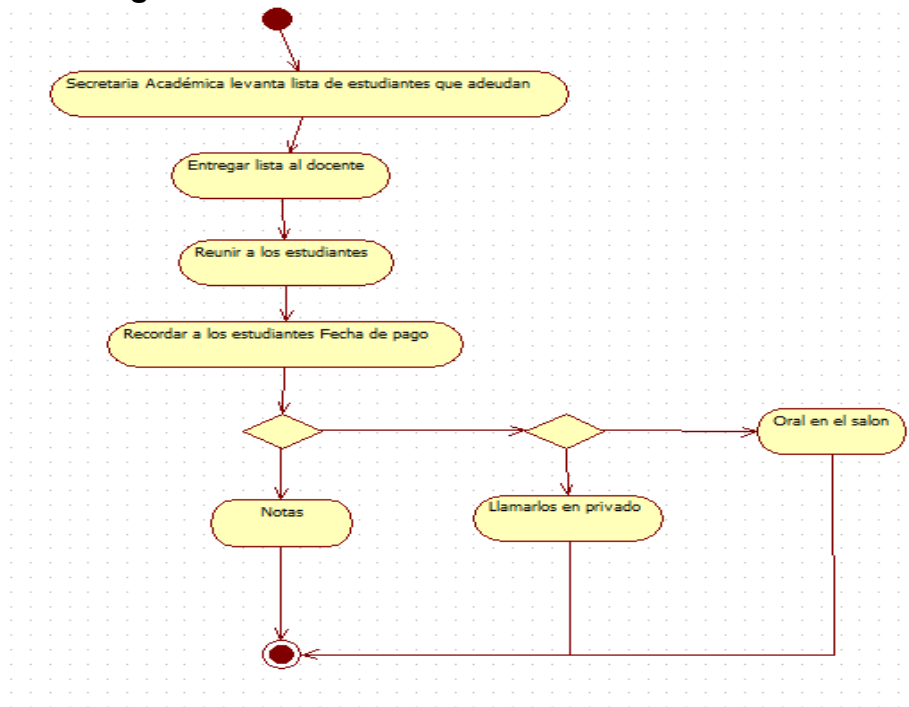 Secretaria Académica levanta lista de estudiantes que adeudan
Entregar lista al docente
Reunir a los estudiantes
Recordar a los estudiantes Fecha de pago
Oral en el salon
Notas
Llamarlos en privado